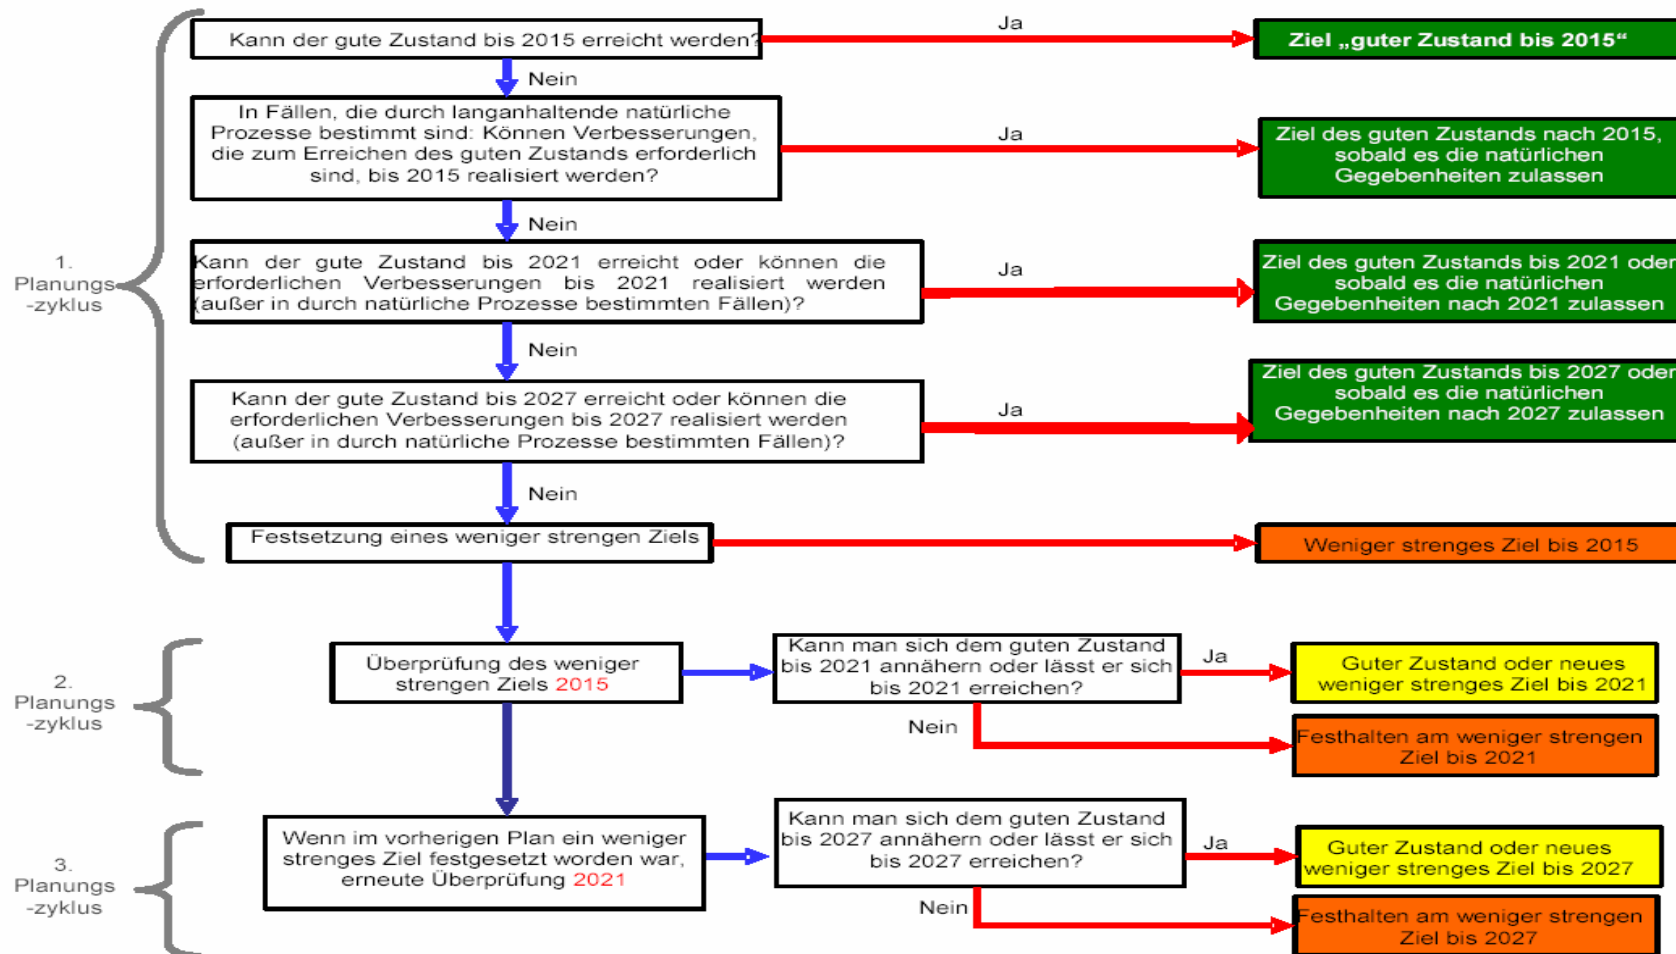 Kann der gute Zustand bis 2015 erreicht werden?
Ja
Ziel „guter Zustand bis 2015“
Nein
In Fällen, die durch langanhaltende natürliche
Prozesse bestimmt sind: Können Verbesserungen,
die zum Erreichen des guten Zustands erforderlich
sind, bis 2015 realisiert werden?
Ja
Ziel des guten Zustands nach 2015,
sobald es die natürlichen
Gegebenheiten zulassen
Nein
1.
Planungs
-zyklus
Kann der gute Zustand bis 2021 erreicht oder können die
erforderlichen Verbesserungen bis 2021 realisiert werden
(außer in durch natürliche Prozesse bestimmten Fällen)?
Ja
Ziel des guten Zustands bis 2021 oder
sobald es die natürlichen
Gegebenheiten nach 2021 zulassen
Nein
Kann der gute Zustand bis 2027 erreicht oder können die
erforderlichen Verbesserungen bis 2027 realisiert werden
(außer in durch natürliche Prozesse bestimmten Fällen)?
Ja
Ziel des guten Zustands bis 2027 oder
sobald es die natürlichen
Gegebenheiten nach 2027 zulassen
Nein
Festsetzung eines weniger strengen Ziels
Weniger strenges Ziel bis 2015
2.
Planungs
-zyklus
Überprüfung des weniger
strengen Ziels 2015
Kann man sich dem guten Zustand
bis 2021 annähern oder lässt er sich
bis 2021 erreichen?
Ja
Guter Zustand oder neues
weniger strenges Ziel bis 2021
Nein
Festhalten am weniger strengen
Ziel bis 2021
3.
Planungs
-zyklus
Wenn im vorherigen Plan ein weniger
strenges Ziel festgesetzt worden war,
erneute Überprüfung 2021
Kann man sich dem guten Zustand
bis 2027 annähern oder lässt er sich
bis 2027 erreichen?
Ja
Guter Zustand oder neues
weniger strenges Ziel bis 2027
Nein
Festhalten am weniger strengen
Ziel bis 2027